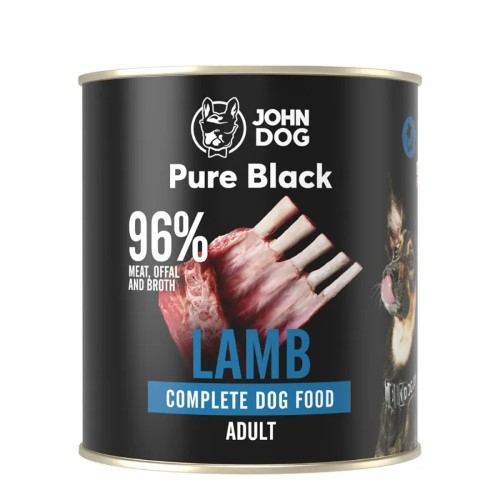 JOHN
DOG
Pure Black
96%
MEAT, OFFAL
AND BROTH
LAMB
COMPLETE DOG FOOD
ADULT